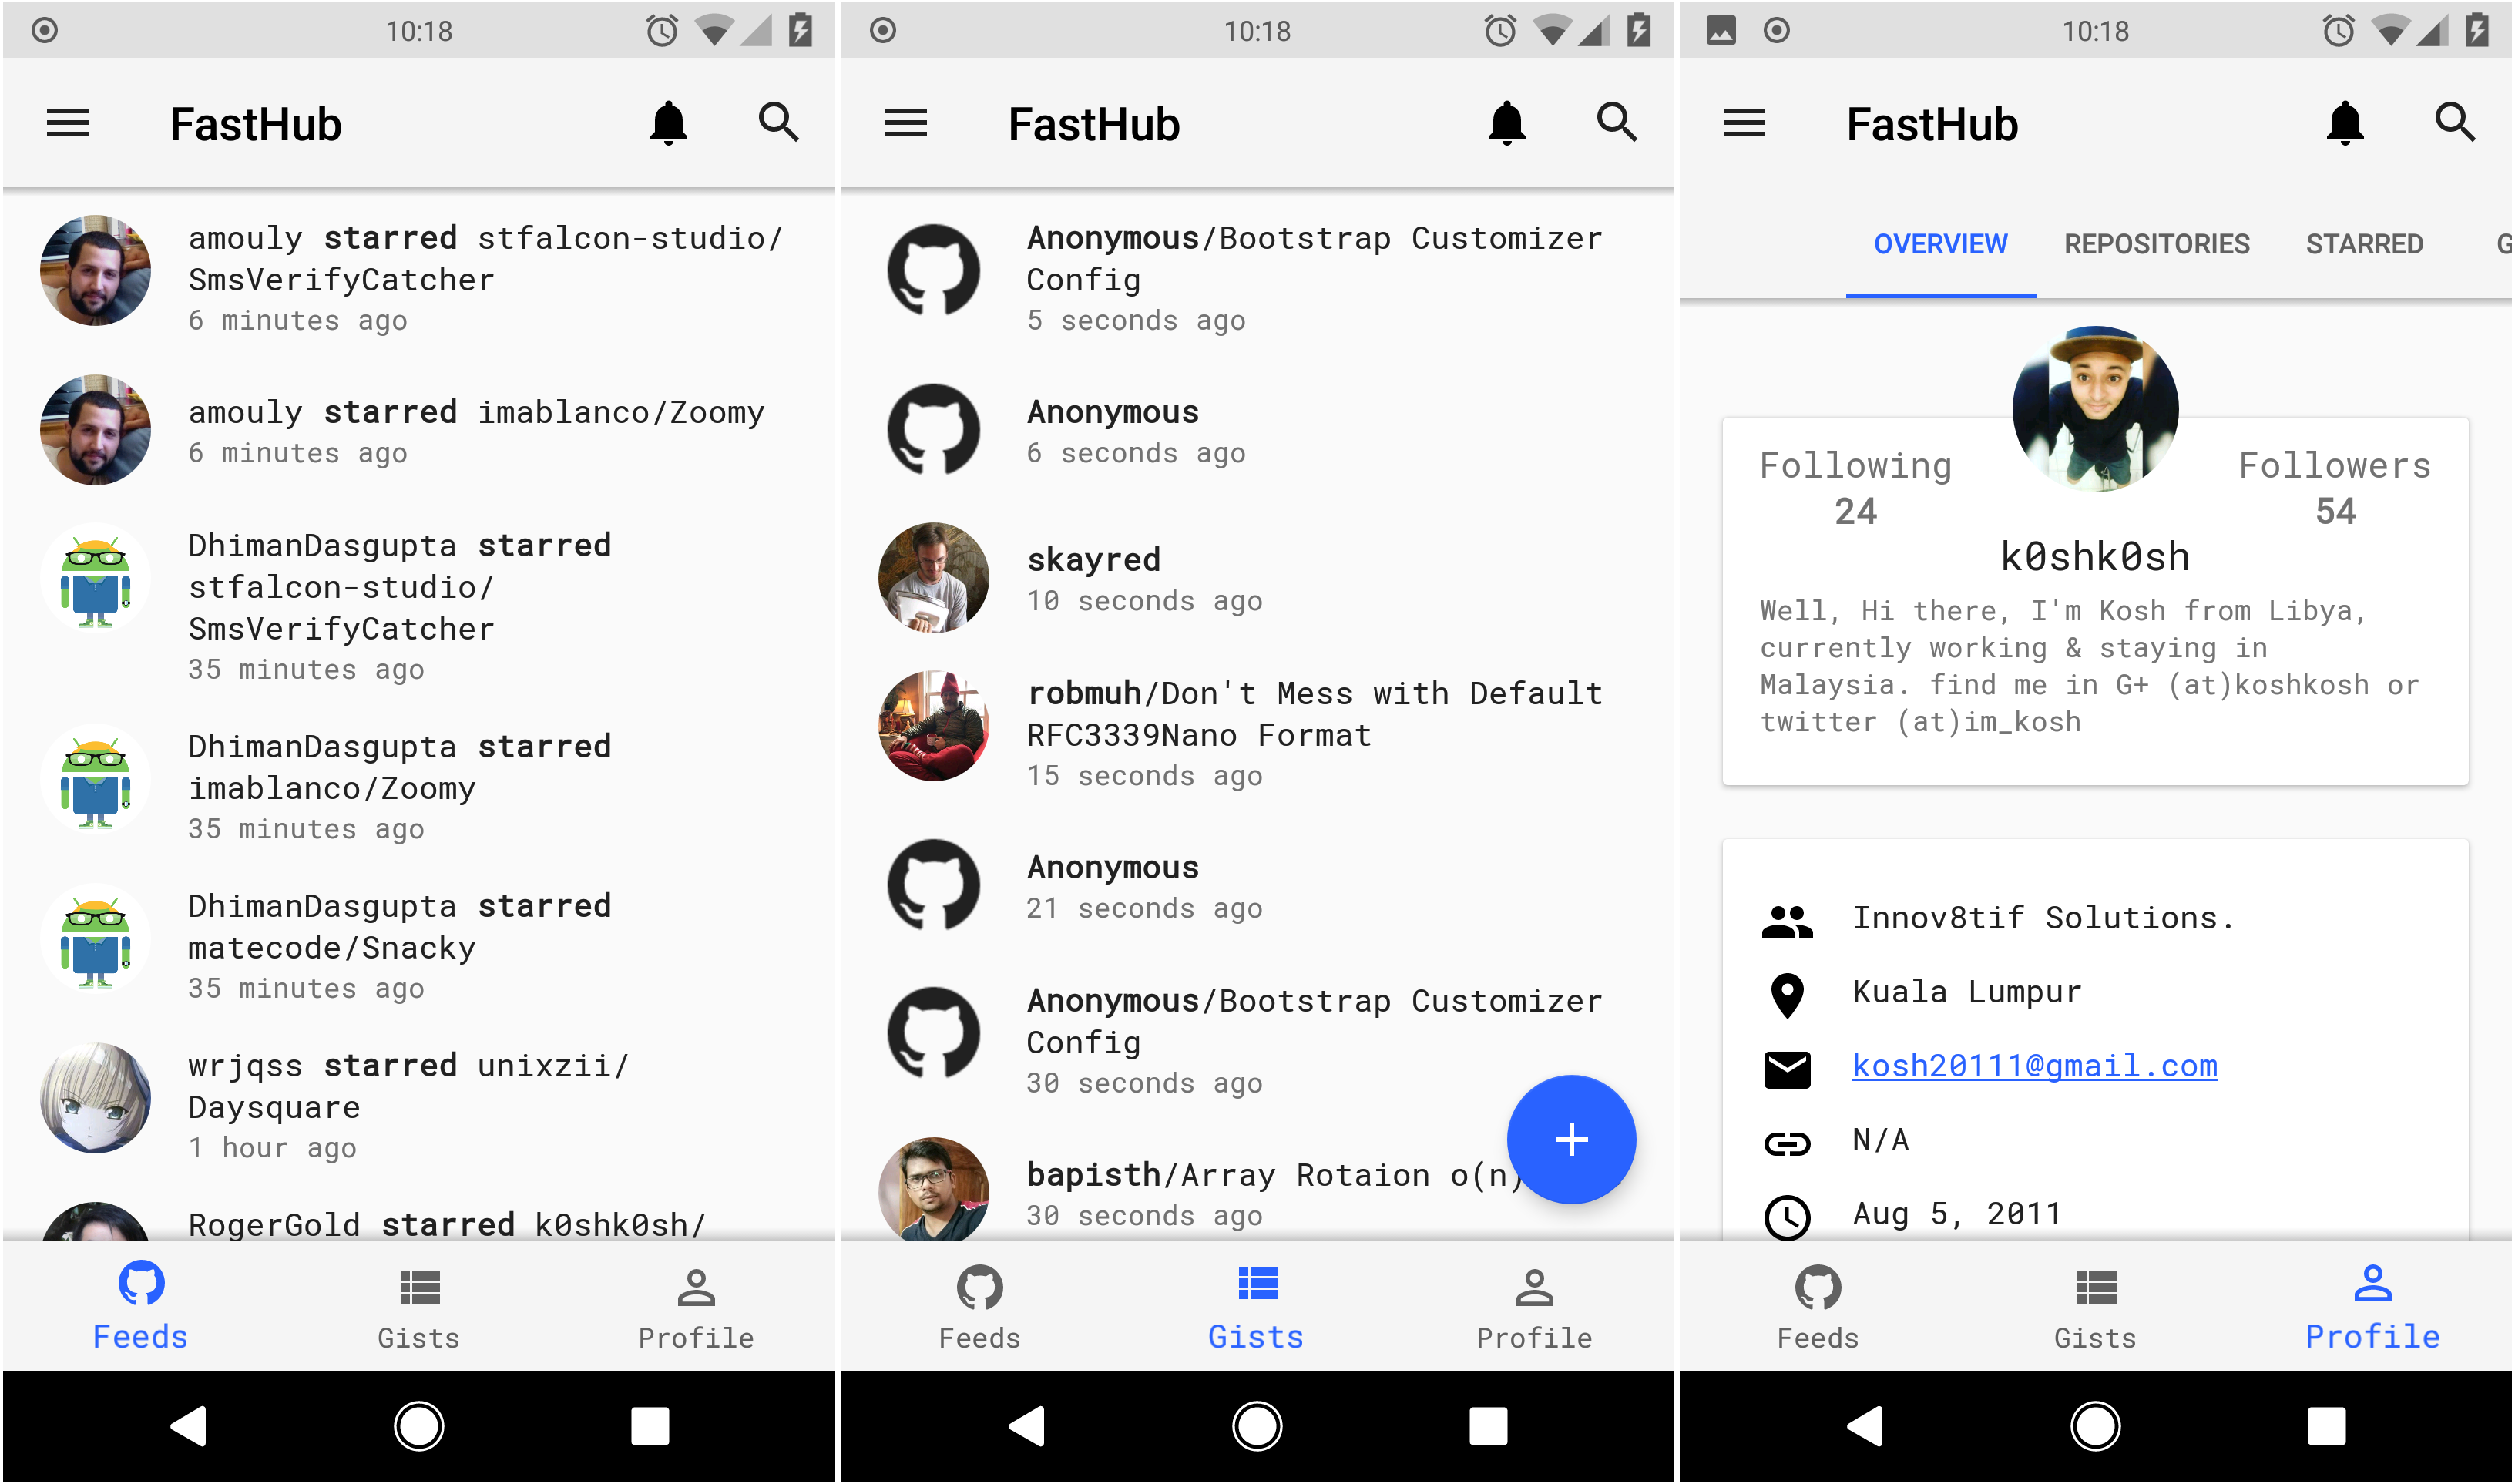 10:18
FastHub
amouly starred stfalcon-studio/
SmsVerifyCatcher
6 minutes ago
amouly starred imablanco/Zoomy
6 minutes ago
DhimanDasgupta starred
stfalcon-studio/
SmsVerifyCatcher
35 minutes ago
DhimanDasgupta starred
imablanco/Zoomy
35 minutes ago
DhimanDasgupta starred
matecode/Snacky
35 minutes ago
wrjqss starred unixzii/
Daysquare
1 hour ago
RogerGold starred k0shk0sh/
Feeds
Gists
Profile
10:18
FastHub
Anonymous/Bootstrap Customizer
Config
5 seconds ago
Anonymous
6 seconds ago
skayred
10 seconds ago
robmuh/Don't Mess with Default
RFC3339Nano Format
15 seconds ago
Anonymous
21 seconds ago
Anonymous/Bootstrap Customizer
Config
30 seconds ago
bapisth/Array Rotaion o(n)
30 seconds ago
Feeds
Gists
Profile
10:18
FastHub
OVERVIEW
REPOSITORIES
STARRED
G
Following
24
Followers
54
k0shk0sh
Well, Hi there, I'm Kosh from Libya,
currently working & staying in
Malaysia. find me in G+ (at)koshkosh or
twitter (at)im_kosh
Innov8tif Solutions.
Kuala Lumpur
kosh20111@gmail.com
N/A
Aug 5, 2011
Feeds
Gists
Profile